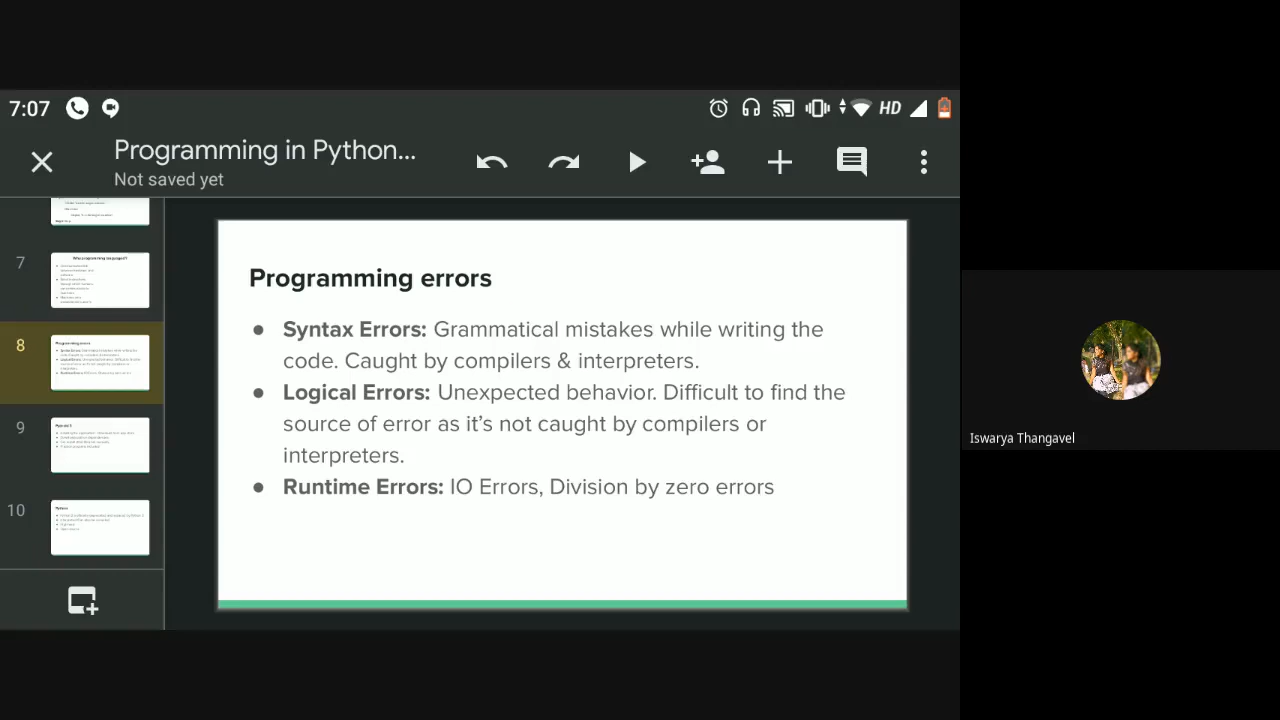 7:07
HD
Programming in Python...
Not saved yet
7
8
9
10
Programming errors
● Syntax Errors: Grammatical mistakes while writing the
code. Caught by compilers & interpreters.
● Logical Errors: Unexpected behavior. Difficult to find the
source of error as it's not caught by compilers or
interpreters.
● Runtime Errors: IO Errors, Division by zero errors
Iswarya Thangavel